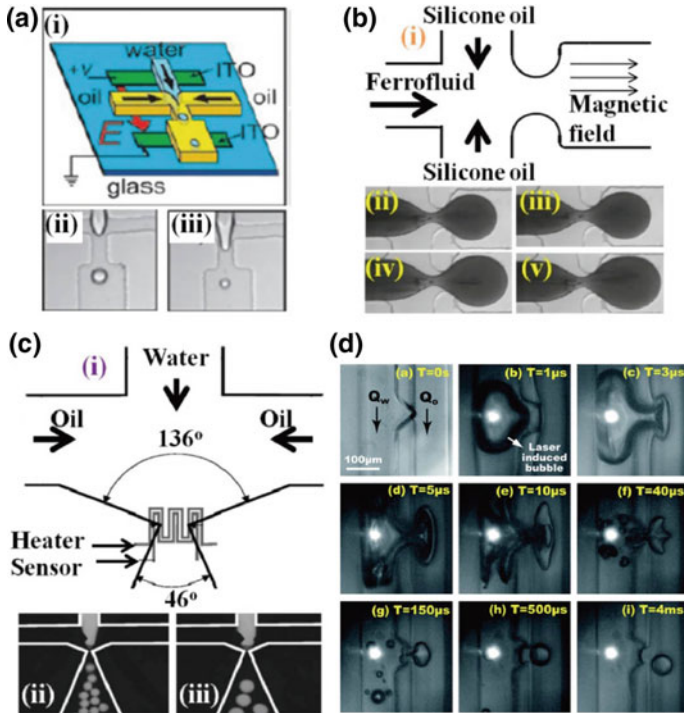 (a)
(i)
water
+v
ITO
oil
oil
E
ITO
glass
(ii)
(iii)
(b)
(i)
Silicone oil
Ferrofluid
Magnetic
field
Silicone oil
(ii)
(iii)
(iv)
(v)
(c)
(i)
Water
Oil
Oil
136º
Heater
Sensor
46º
(ii)
(iii)
(d)
(a) T=0s
Qw
Qo
100µm
(b) T=1µs
Laser
induced
bubble
(c) T=3µs
(d) T=5µs
(e) T=10µs
(f) T=40µs
(g) T=150µs
(h) T=500µs
(i) T=4ms